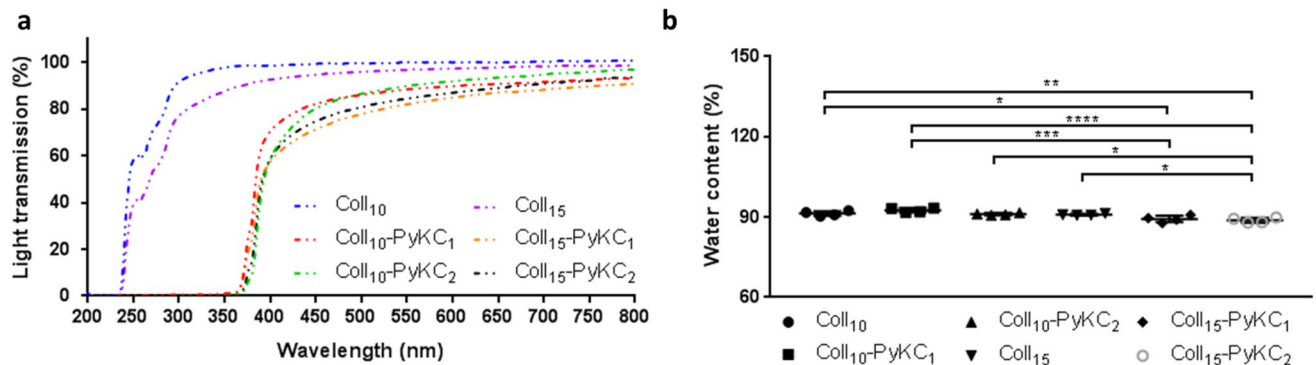 a
Light transmission (%)
100
80
60
40
20
0
200 250 300 350 400 450 500 550 600 650 700 750 800
Wavelength (nm)
Coll₁₀ Coll₁₅
Coll₁₀-PyKC₁ Coll₁₅-PyKC₁
Coll₁₀-PyKC₂ Coll₁₅-PyKC₂
b
Water content (%)
150
120
90
60
**
*
****
***
*
*
Coll₁₀ Coll₁₀-PyKC₂ Coll₁₅-PyKC₁
Coll₁₀-PyKC₁ Coll₁₅ Coll₁₅-PyKC₂